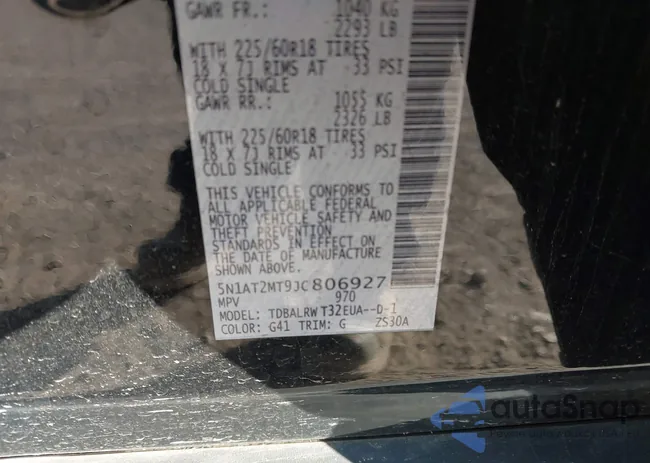 GAWR FR.: 1040 KG
2293 LB
WITH 225/60R18 TIRES
18 X 7J RIMS AT 33 PSI
COLD SINGLE
GAWR RR.: 1055 KG
2326 LB
WITH 225/60R18 TIRES
18 X 7J RIMS AT 33 PSI
COLD SINGLE
THIS VEHICLE CONFORMS TO
ALL APPLICABLE FEDERAL
MOTOR VEHICLE SAFETY AND
THEFT PREVENTION
STANDARDS IN EFFECT ON
THE DATE OF MANUFACTURE
SHOWN ABOVE.
5N1AT2MT9JC806927
MPV 970
MODEL: TDBALRW T32EUA--D-1
COLOR: G41 TRIM: G ZS30A
autoSnap